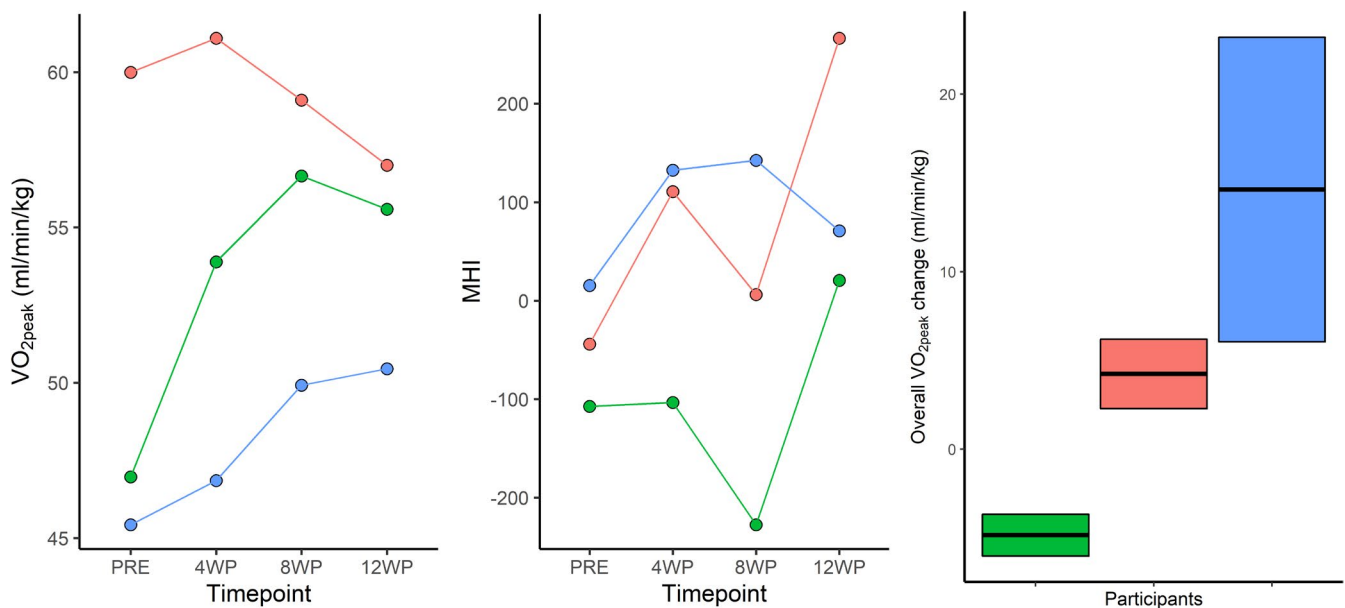 VO2peak (ml/min/kg)
60
55
50
45
PRE 4WP 8WP 12WP
Timepoint
MHI
200
100
0
-100
-200
PRE 4WP 8WP 12WP
Timepoint
Overall VO2peak change (ml/min/kg)
20
10
0
Participants